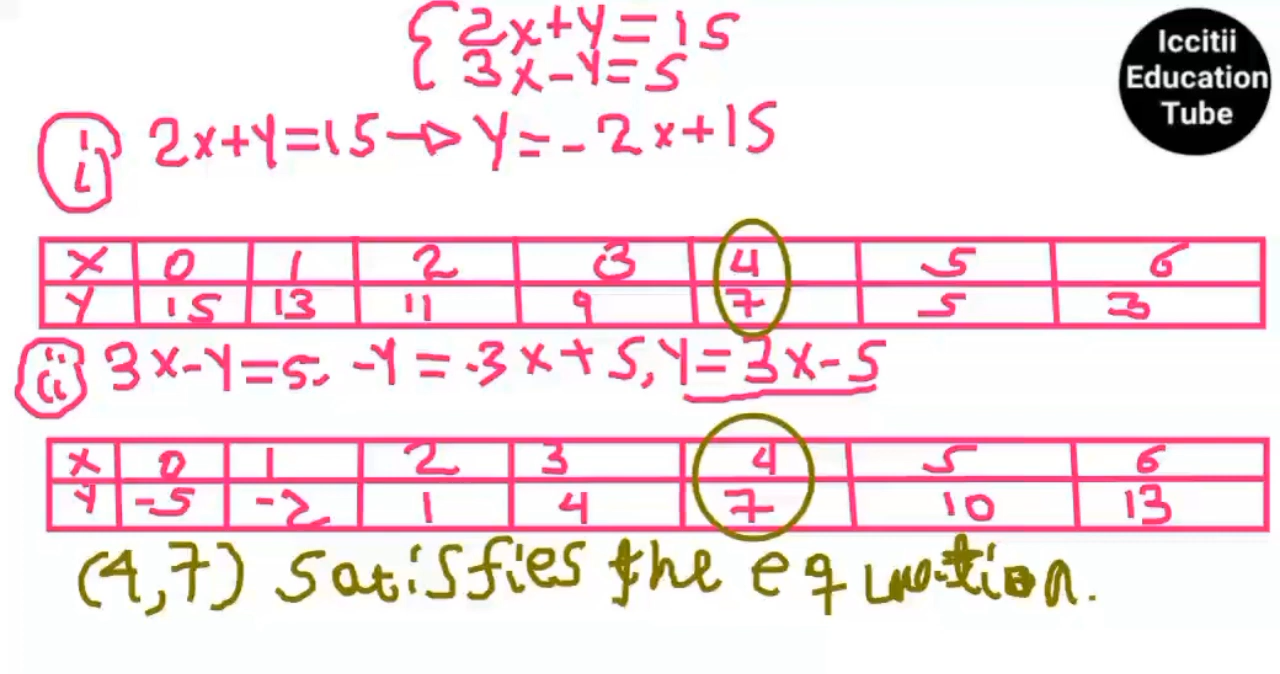 {2x+y=15
3x-y=5
Iccitii
Education
Tube
i 2x+y=15→y=-2x+15
x 0 1 2 3 4 5 6
y 15 13 11 9 7 5 3
ii 3x-y=5. -y=-3x+5, y=3x-5
x 0 1 2 3 4 5 6
y -5 -2 1 4 7 10 13
(4,7) satisfies the equation.